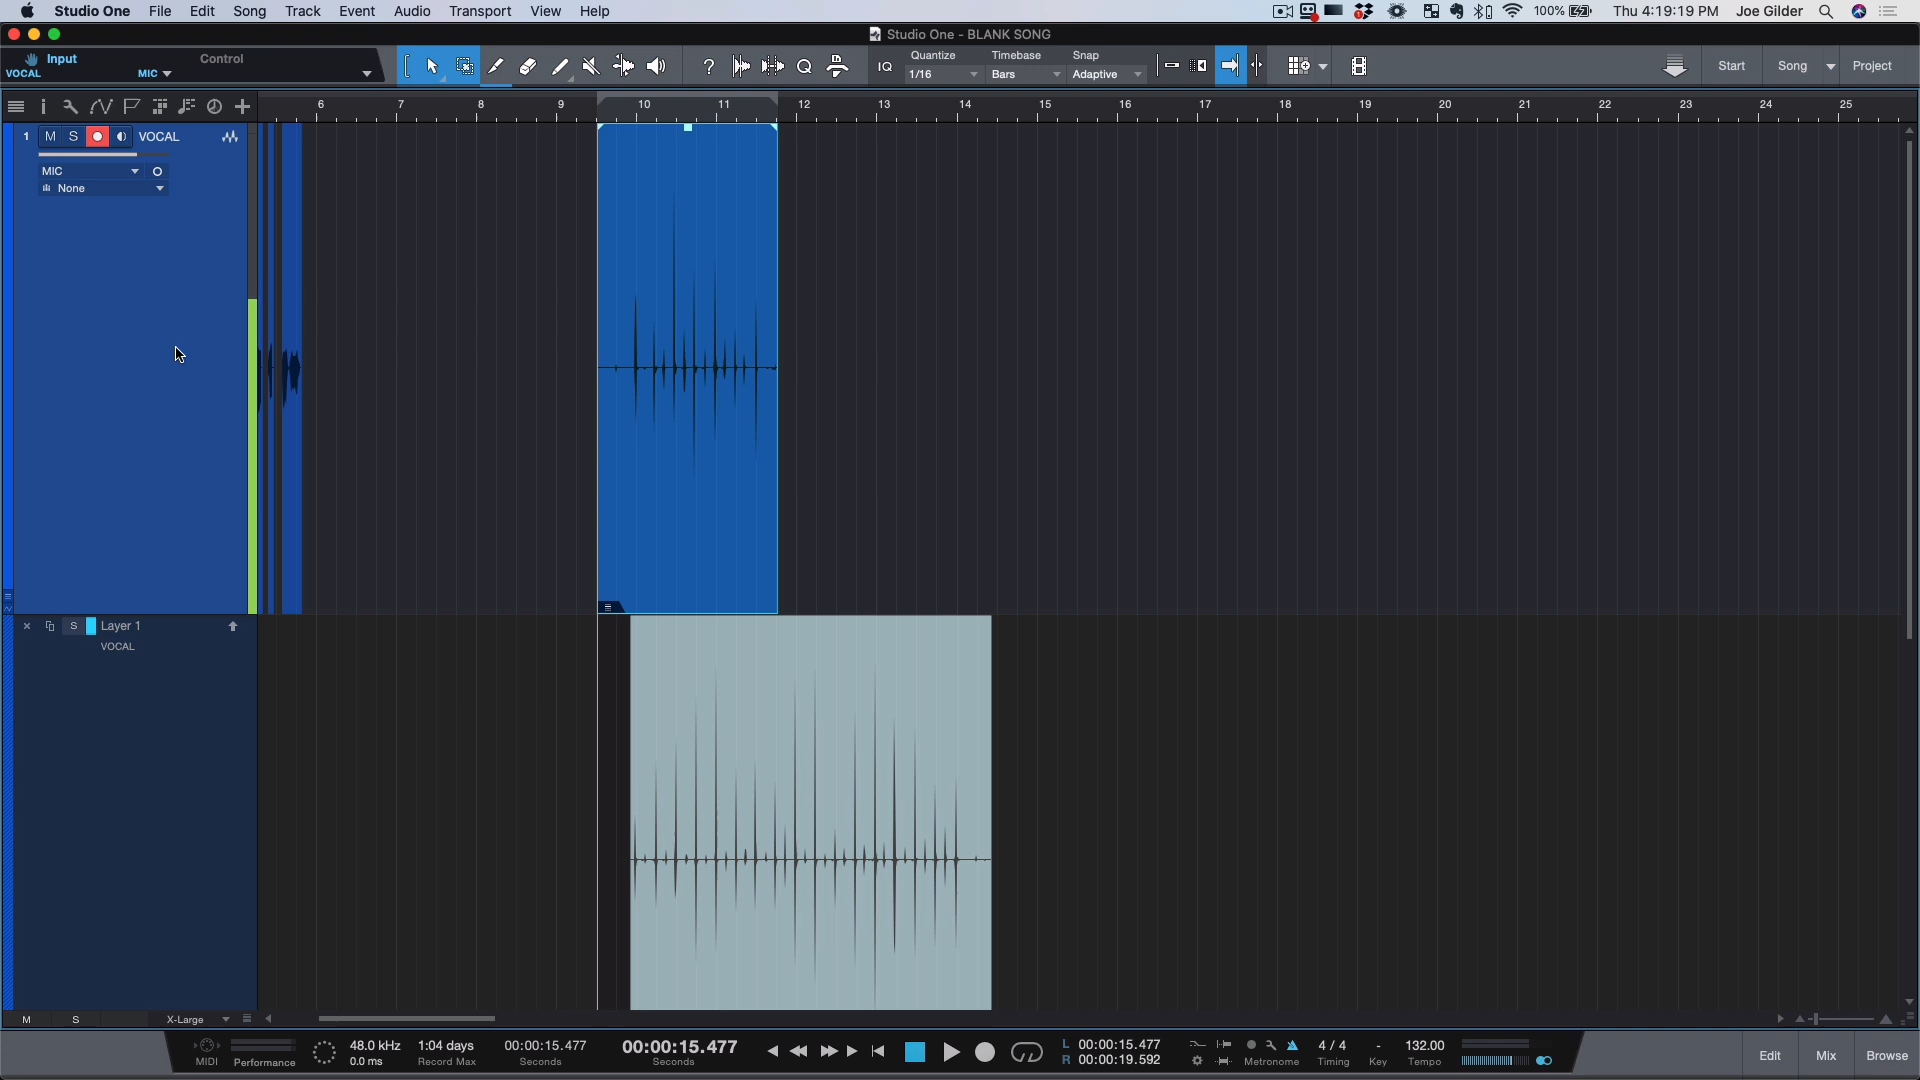 Studio One File Edit Song Track Event Audio Transport View Help 100% Thu 4:19:19 PM Joe Gilder
Studio One - BLANK SONG
Input Control
VOCAL MIC
IQ Quantize Timebase Snap
1/16 Bars Adaptive
Start Song Project
6 7 8 9 10 11 12 13 14 15 16 17 18 19 20 21 22 23 24 25
1 M S VOCAL
MIC
None
S Layer 1
VOCAL
M S X-Large
48.0 kHz 1:04 days 00:00:15.477 00:00:15.477 L 00:00:15.477 4 / 4 - 132.00
MIDI Performance 0.0 ms Record Max Seconds Seconds R 00:00:19.592 Metronome Timing Key Tempo
Edit Mix Browse